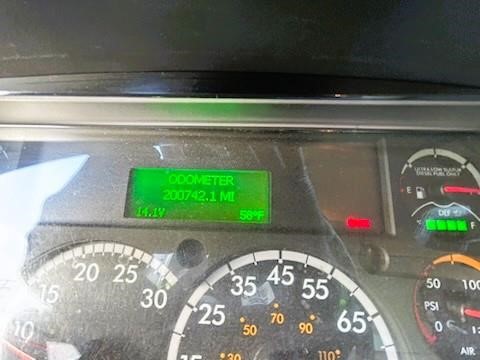 ODOMETER
200742.1 MI
14.1V 58°F
ULTRA LOW SULFUR
DIESEL FUEL ONLY
E
DEF
F
10
20
25
30
15
25
35
45
55
65
30
50
70
90
110
50
100
PSI
0
AIR